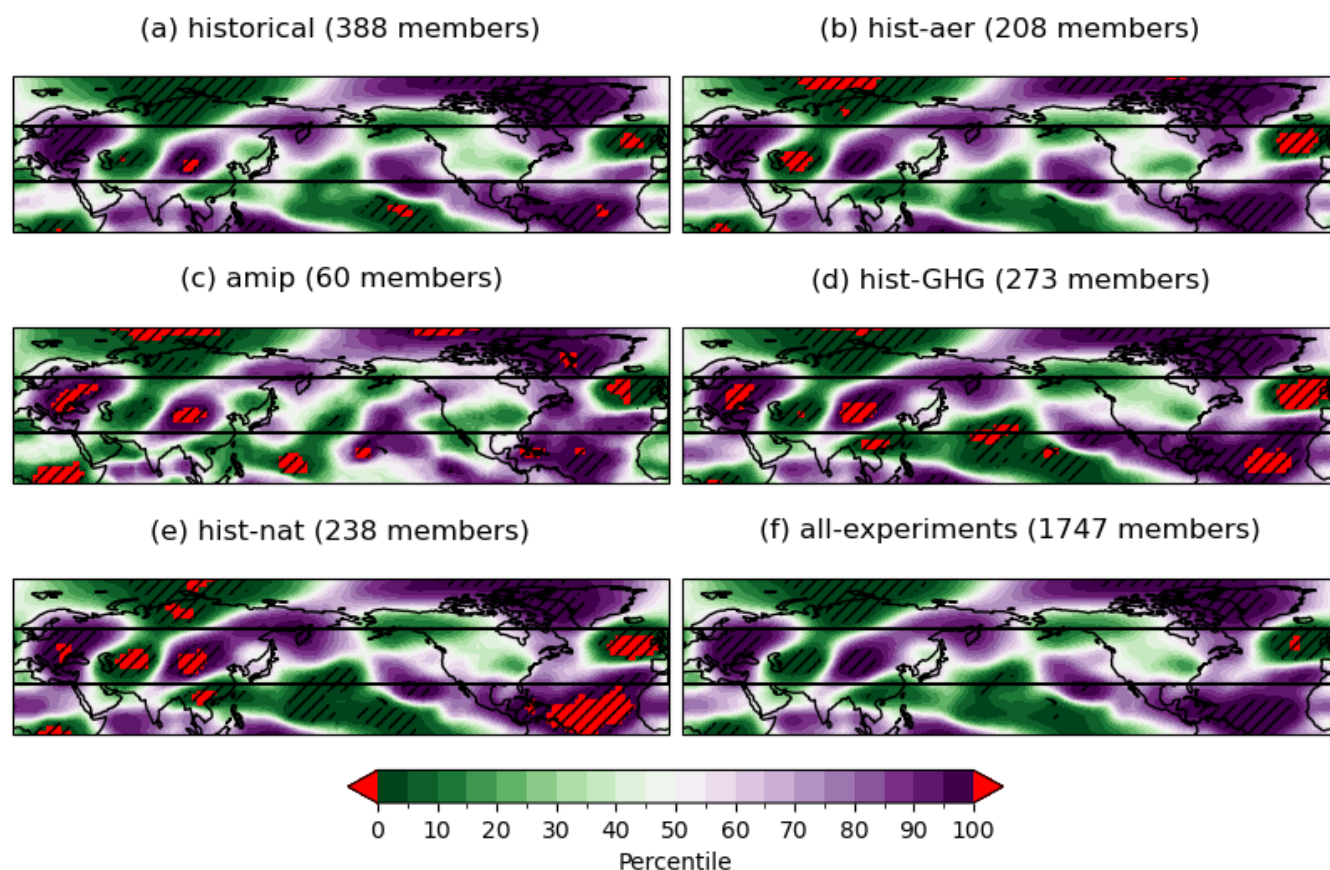 (a) historical (388 members)
(b) hist-aer (208 members)
(c) amip (60 members)
(d) hist-GHG (273 members)
(e) hist-nat (238 members)
(f) all-experiments (1747 members)
0 10 20 30 40 50 60 70 80 90 100
Percentile